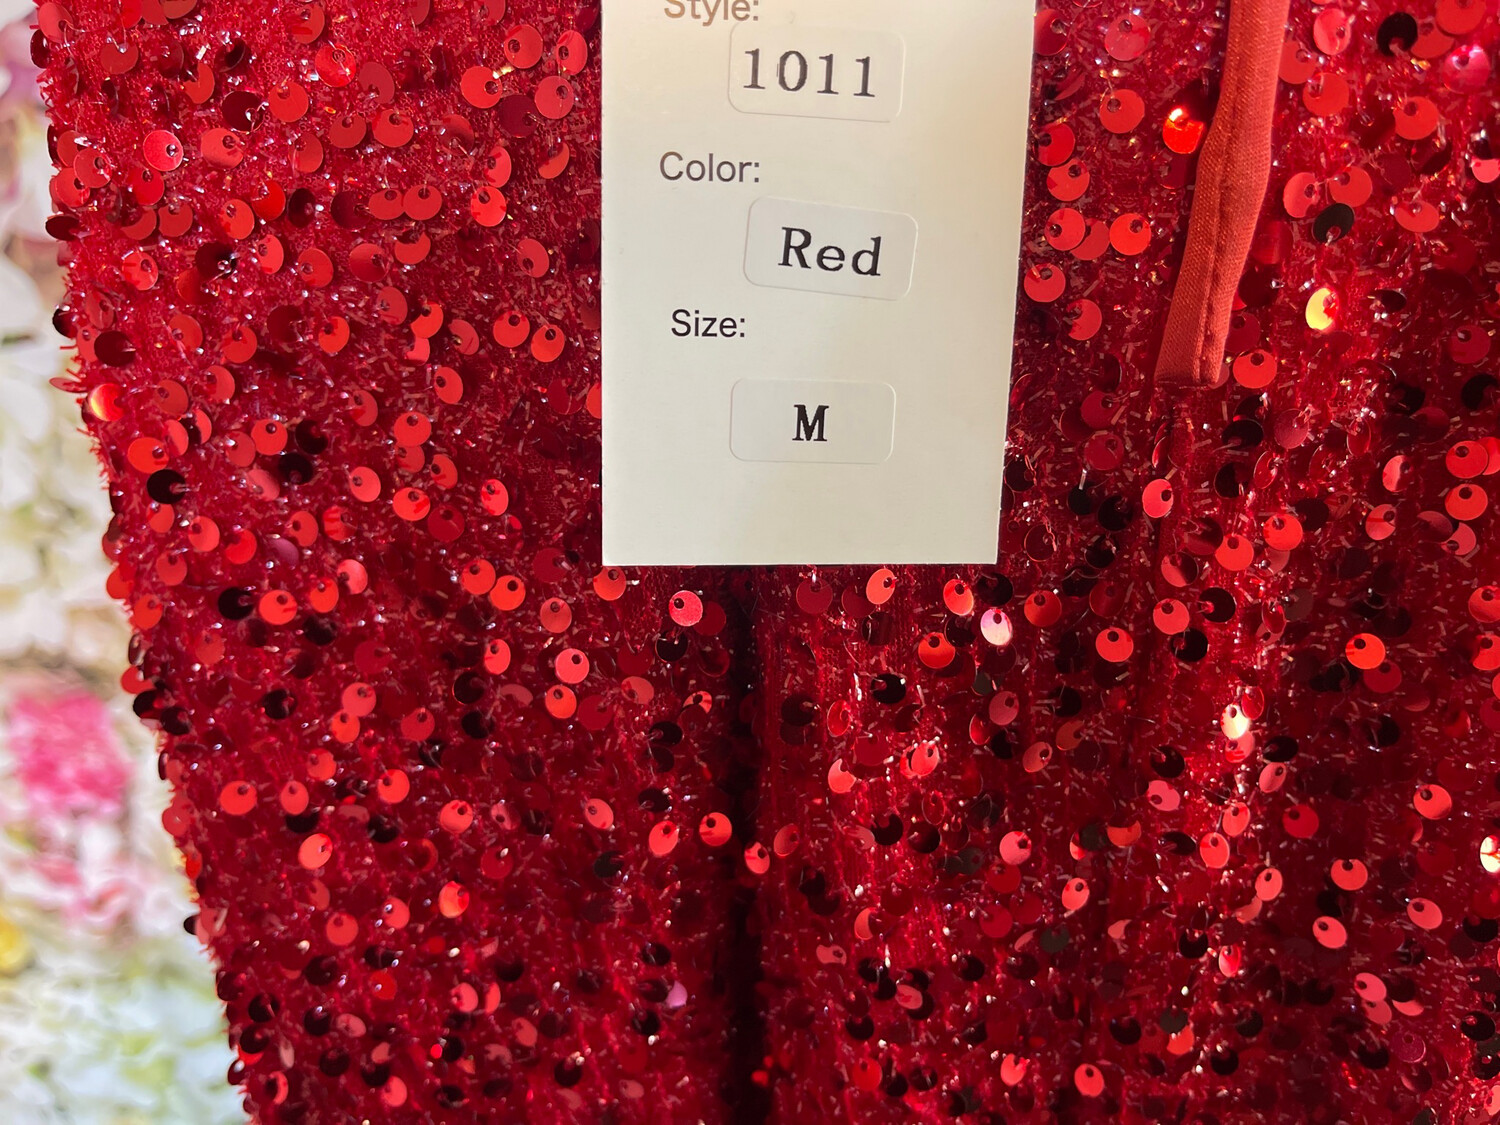 Style:
1011
Color:
Red
Size:
M